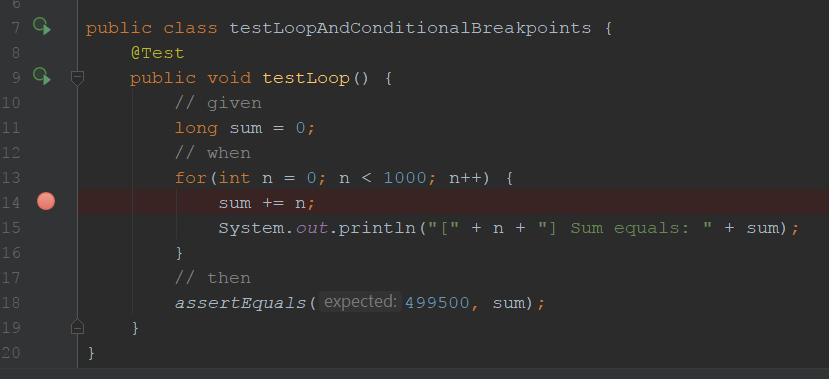 6
7 public class testLoopAndConditionalBreakpoints {
8 @Test
9 public void testLoop() {
10 // given
11 long sum = 0;
12 // when
13 for(int n = 0; n < 1000; n++) {
14 sum += n;
15 System.out.println("[" + n + "] Sum equals: " + sum);
16 }
17 // then
18 assertEquals( expected: 499500, sum);
19 }
20 }